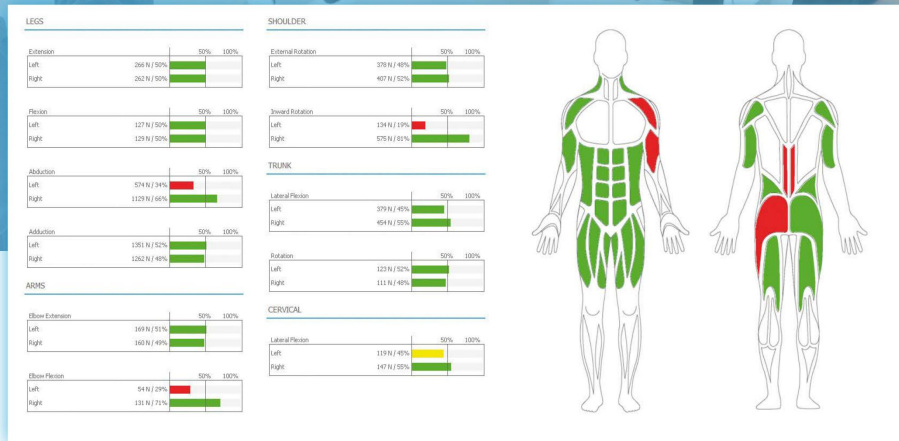 LEGS
Extension 50% 100%
Left 266 N / 50%
Right 262 N / 50%
Flexion 50% 100%
Left 127 N / 50%
Right 129 N / 50%
Abduction 50% 100%
Left 574 N / 34%
Right 1129 N / 66%
Adduction 50% 100%
Left 1351 N / 52%
Right 1262 N / 48%
ARMS
Elbow Extension 50% 100%
Left 169 N / 51%
Right 160 N / 49%
Elbow Flexion 50% 100%
Left 54 N / 29%
Right 131 N / 71%
SHOULDER
External Rotation 50% 100%
Left 378 N / 48%
Right 407 N / 52%
Inward Rotation 50% 100%
Left 134 N / 19%
Right 575 N / 81%
TRUNK
Lateral Flexion 50% 100%
Left 379 N / 45%
Right 454 N / 55%
Rotation 50% 100%
Left 123 N / 52%
Right 111 N / 48%
CERVICAL
Lateral Flexion 50% 100%
Left 119 N / 45%
Right 147 N / 55%